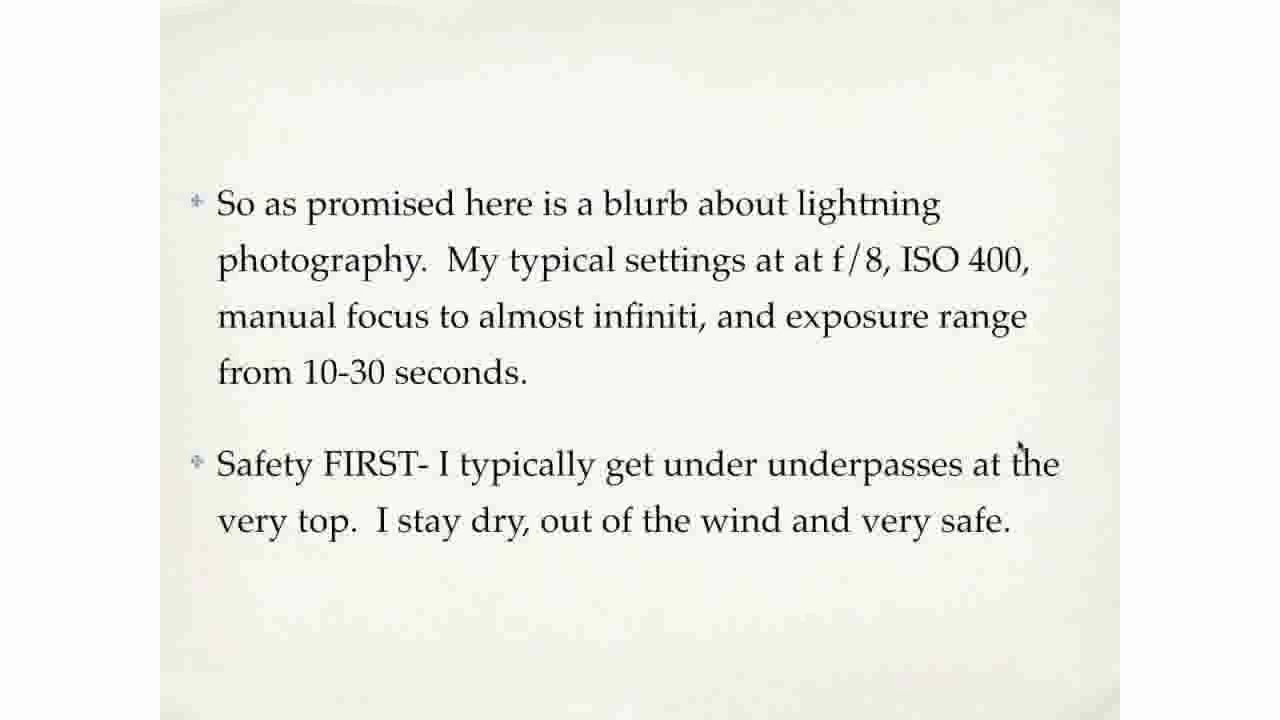 So as promised here is a blurb about lightning
photography.  My typical settings at at f/8, ISO 400,
manual focus to almost infiniti, and exposure range
from 10-30 seconds.
Safety FIRST- I typically get under underpasses at the
very top.  I stay dry, out of the wind and very safe.